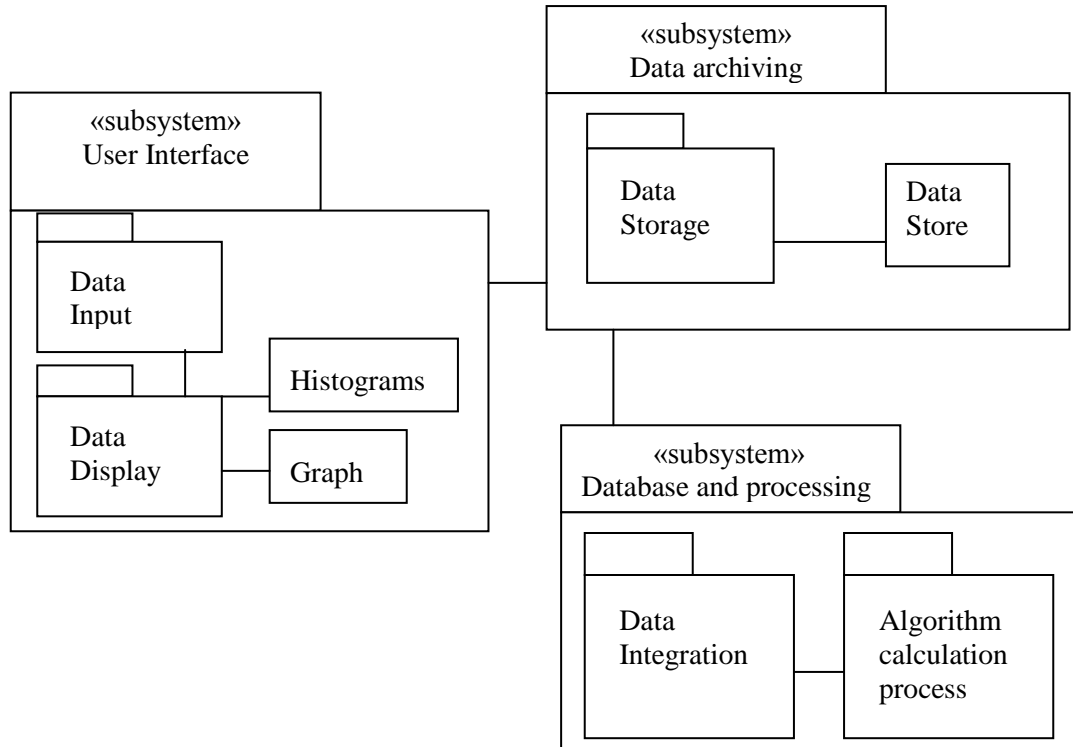 «subsystem»
User Interface
Data
Input
Data
Display
Histograms
Graph
«subsystem»
Data archiving
Data
Storage
Data
Store
«subsystem»
Database and processing
Data
Integration
Algorithm
calculation
process